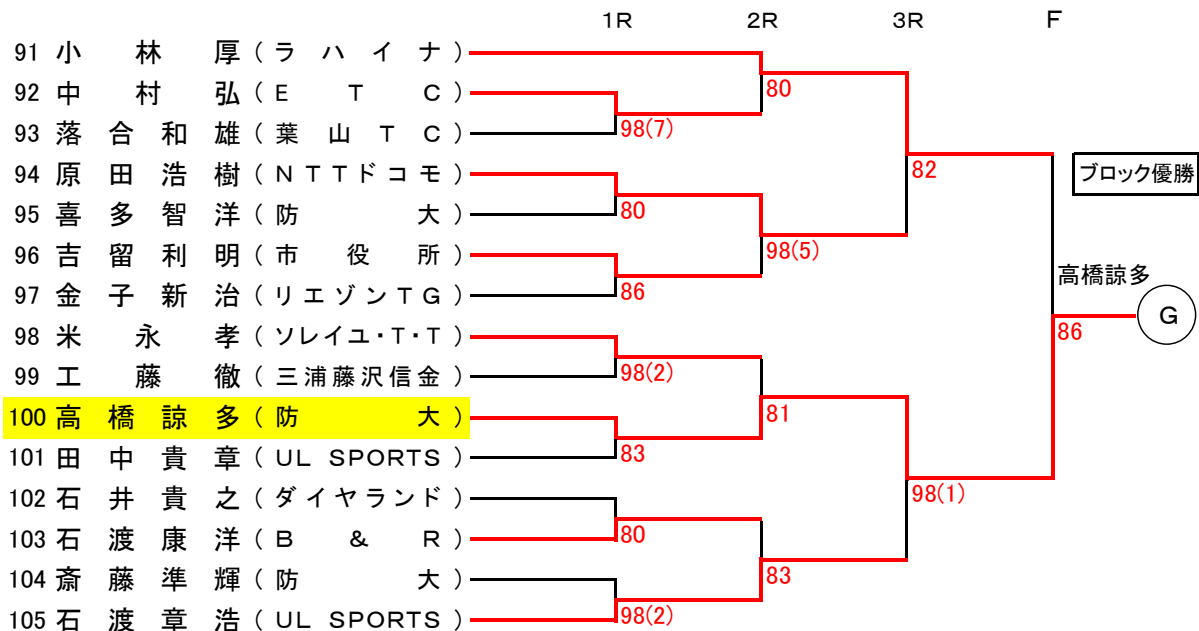 1R 2R 3R F
91 小林厚(ラハイナ)
80
92 中村弘(ETC)
98(7)
93 落合和雄(葉山TC)
82
ブロック優勝
94 原田浩樹(NTTドコモ)
80
95 喜多智洋(防大)
98(5)
96 吉留利明(市役所)
86
97 金子新治(リエゾンTG)
高橋諒多
G
86
98 米永孝(ソレイユ・T・T)
98(2)
99 工藤徹(三浦藤沢信金)
81
100 高橋諒多(防大)
83
101 田中貴章(UL SPORTS)
98(1)
102 石井貴之(ダイヤランド)
80
103 石渡康洋(B & R)
83
104 斎藤準輝(防大)
98(2)
105 石渡章浩(UL SPORTS)